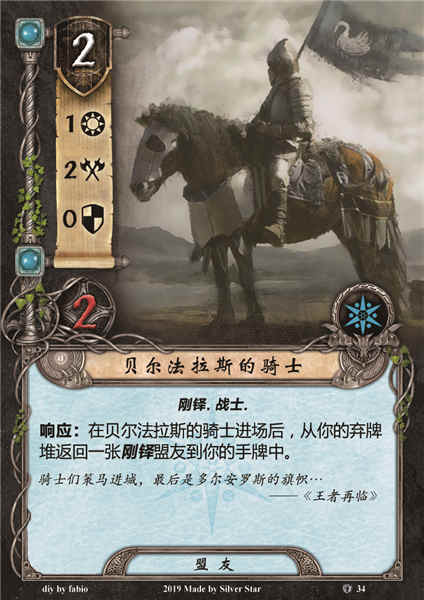 2
1
2
0
2
贝尔法拉斯的骑士
刚铎. 战士.
响应：在贝尔法拉斯的骑士进场后，从你的弃牌
堆返回一张刚铎盟友到你的手牌中。
骑士们策马进城，最后是多尔安罗斯的旗帜…
——《王者再临》
盟友
diy by fabio 2019 Made by Silver Star 34